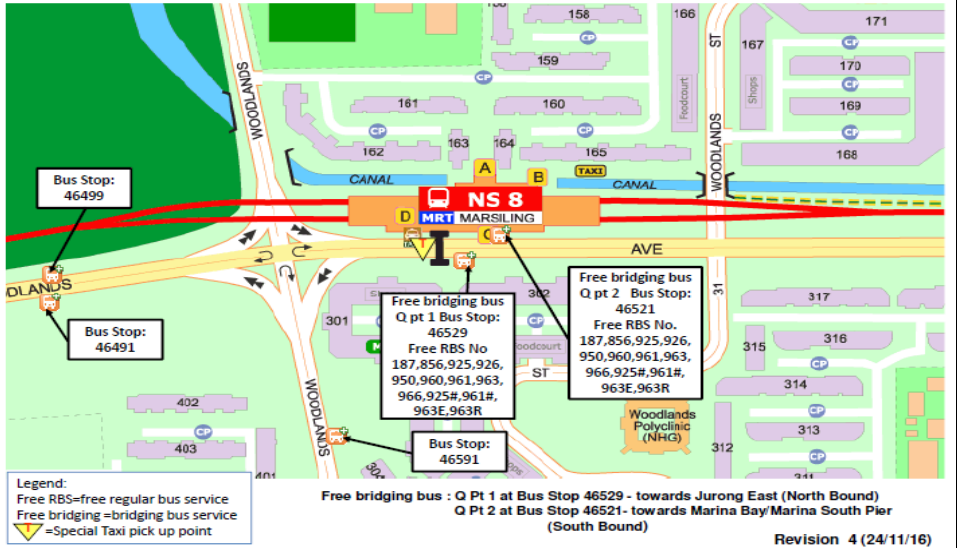 158
166
171
159
167
170
161
160
Foodcourt
Shops
169
162
163
164
165
168
WOODLANDS
WOODLANDS ST
CP
CP
CP
CP
CP
CP
CP
A
B
TAXI
CANAL
CANAL
NS 8
MRT MARSILING
D
C
T
AVE
31
Bus Stop:
46499
DLANDS
Bus Stop:
46491
301
302
Foodcourt
ST
CP
Free bridging bus
Q pt 1 Bus Stop:
46529
Free RBS No
187,856,925,926,
950,960,961,963,
966,925#,961#,
963E,963R
Free bridging bus
Q pt 2 Bus Stop:
46521
Free RBS No.
187,856,925,926,
950,960,961,963,
966,925#,961#,
963E,963R
317
316
315
CP
314
313
312
311
CP
Woodlands
Polyclinic
(NHG)
WOODLANDS
402
CP
403
401
Bus Stop:
46591
Legend:
Free RBS=free regular bus service
Free bridging =bridging bus service
T =Special Taxi pick up point
Free bridging bus : Q Pt 1 at Bus Stop 46529 - towards Jurong East (North Bound)
Q Pt 2 at Bus Stop 46521- towards Marina Bay/Marina South Pier
(South Bound)
Revision 4 (24/11/16)